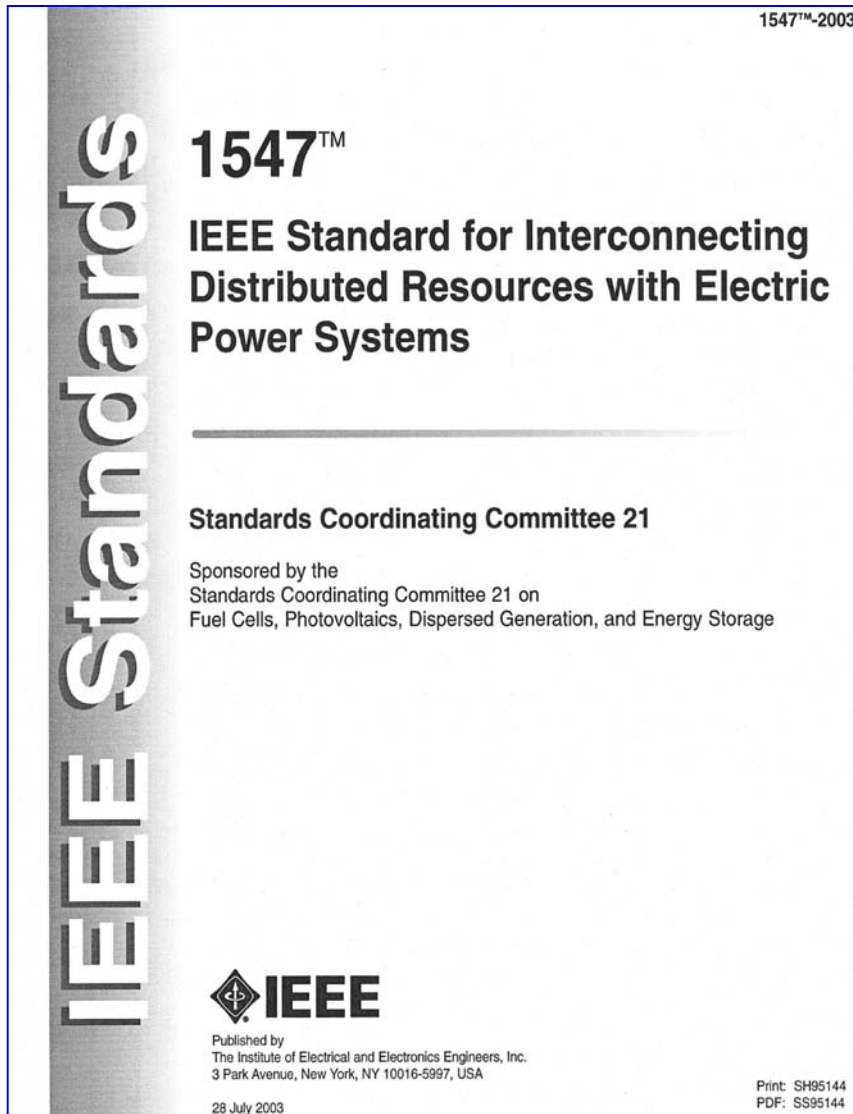 1547™-2003
IEEE Standards
1547™
IEEE Standard for Interconnecting
Distributed Resources with Electric
Power Systems
Standards Coordinating Committee 21
Sponsored by the
Standards Coordinating Committee 21 on
Fuel Cells, Photovoltaics, Dispersed Generation, and Energy Storage
IEEE
Published by
The Institute of Electrical and Electronics Engineers, Inc.
3 Park Avenue, New York, NY 10016-5997, USA
28 July 2003
Print: SH95144
PDF: SS95144